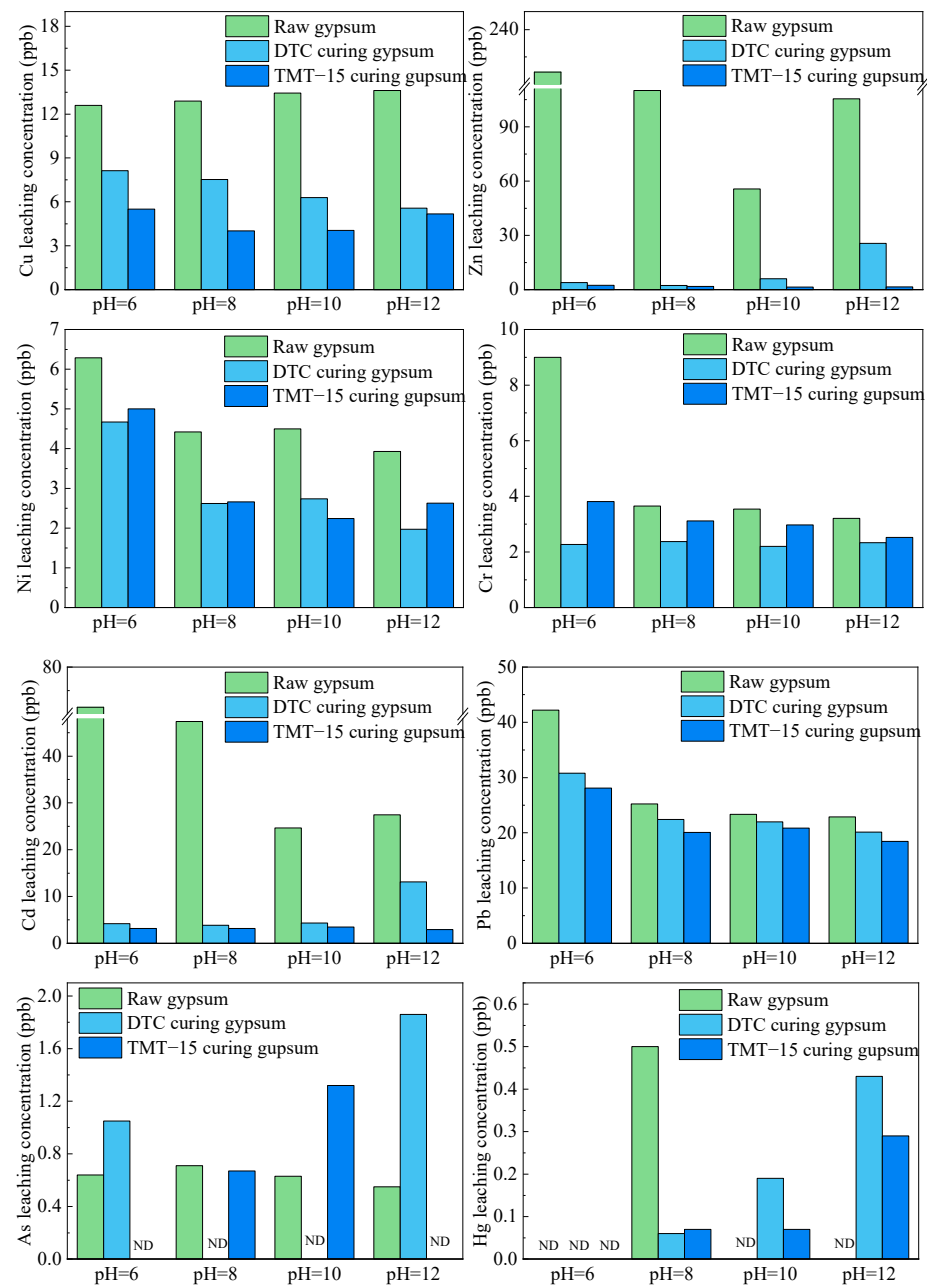 Cu leaching concentration (ppb)
18
15
12
9
6
3
0
Raw gypsum
DTC curing gypsum
TMT−15 curing gupsum
pH=6 pH=8 pH=10 pH=12
Zn leaching concentration (ppb)
240
90
60
30
0
Raw gypsum
DTC curing gypsum
TMT−15 curing gupsum
pH=6 pH=8 pH=10 pH=12
Ni leaching concentration (ppb)
7
6
5
4
3
2
1
0
Raw gypsum
DTC curing gypsum
TMT−15 curing gupsum
pH=6 pH=8 pH=10 pH=12
Cr leaching concentration (ppb)
10
8
6
4
2
0
Raw gypsum
DTC curing gypsum
TMT−15 curing gupsum
pH=6 pH=8 pH=10 pH=12
Cd leaching concentration (ppb)
80
40
30
20
10
0
Raw gypsum
DTC curing gypsum
TMT−15 curing gupsum
pH=6 pH=8 pH=10 pH=12
Pb leaching concentration (ppb)
50
40
30
20
10
0
Raw gypsum
DTC curing gypsum
TMT−15 curing gupsum
pH=6 pH=8 pH=10 pH=12
As leaching concentration (ppb)
2.0
1.6
1.2
0.8
0.4
0.0
Raw gypsum
DTC curing gypsum
TMT−15 curing gupsum
ND ND ND ND
pH=6 pH=8 pH=10 pH=12
Hg leaching concentration (ppb)
0.6
0.5
0.4
0.3
0.2
0.1
0.0
Raw gypsum
DTC curing gypsum
TMT−15 curing gupsum
ND ND ND ND ND
pH=6 pH=8 pH=10 pH=12